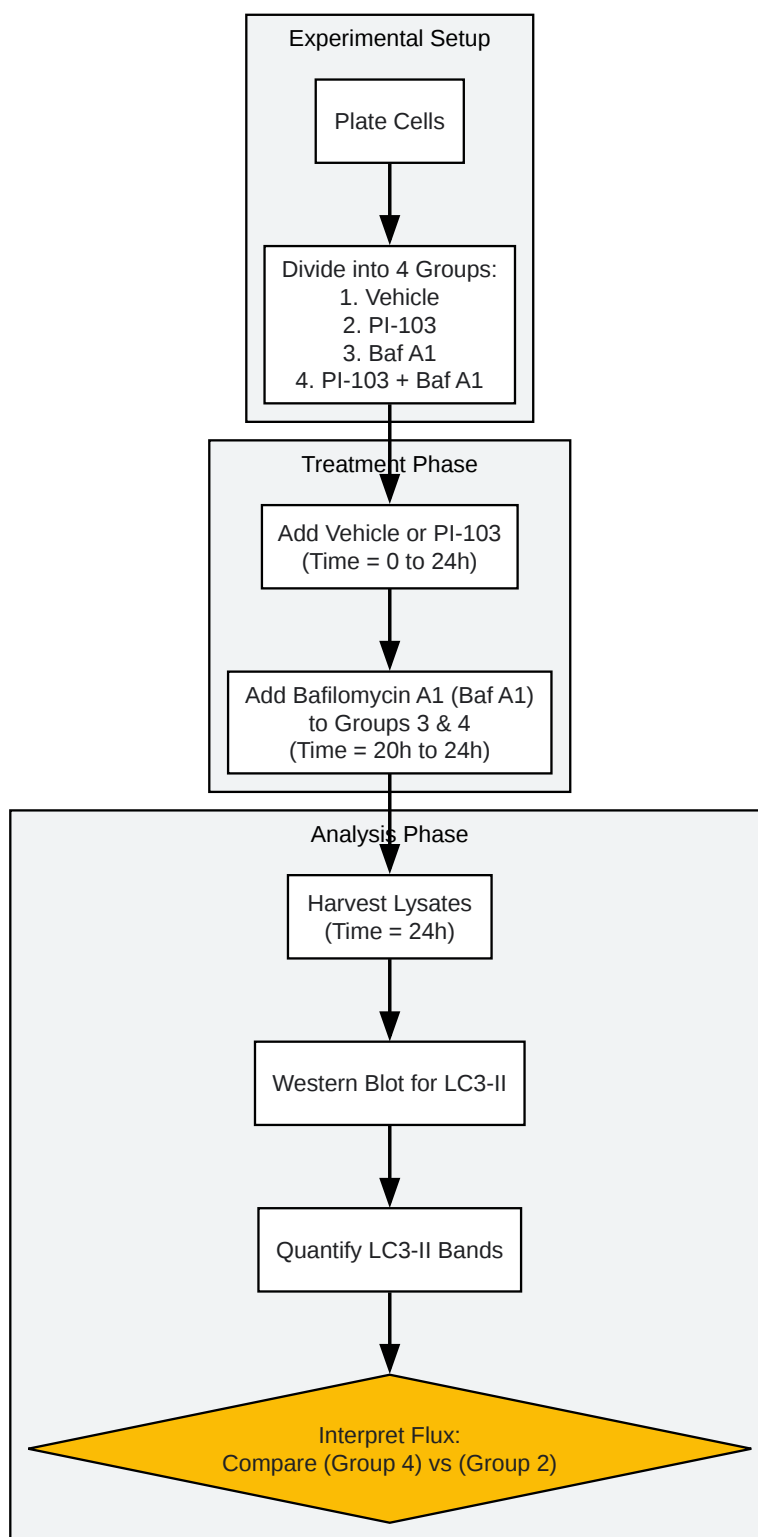 Experimental Setup
Plate Cells
Divide into 4 Groups:
1. Vehicle
2. PI-103
3. Baf A1
4. PI-103 + Baf A1
Treatment Phase
Add Vehicle or PI-103
(Time = 0 to 24h)
Add Bafilomycin A1 (Baf A1)
to Groups 3 & 4
(Time = 20h to 24h)
Analysis Phase
Harvest Lysates
(Time = 24h)
Western Blot for LC3-II
Quantify LC3-II Bands
Interpret Flux:
Compare (Group 4) vs (Group 2)